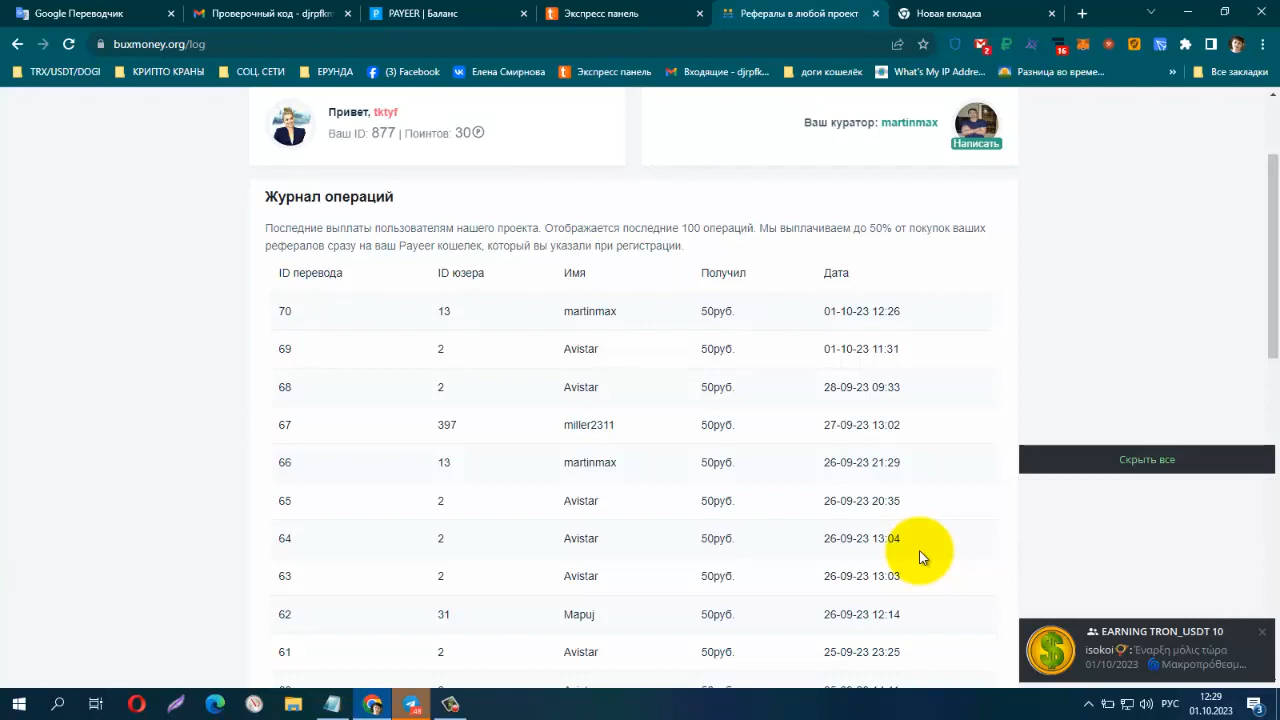 Google Переводчик
Проверочный код - djrpfkm
PAYEER | Баланс
Экспресс панель
Рефералы в любой проект
Новая вкладка
buxmoney.org/log
2
16
TRX/USDT/DOGI
КРИПТО КРАНЫ
СОЦ. СЕТИ
ЕРУНДА
(3) Facebook
Елена Смирнова
Экспресс панель
Входящие - djrpfk...
доги кошелёк
What's My IP Addre...
Разница во време...
»
Все закладки
Привет, tktyf
Ваш ID: 877 | Поинтов: 30
Ваш куратор: martinmax
Написать
Журнал операций
Последние выплаты пользователям нашего проекта. Отображается последние 100 операций. Мы выплачиваем до 50% от покупок ваших
рефералов сразу на ваш Payeer кошелек, который вы указали при регистрации.
ID перевода ID юзера Имя Получил Дата
70 13 martinmax 50руб. 01-10-23 12:26
69 2 Avistar 50руб. 01-10-23 11:31
68 2 Avistar 50руб. 28-09-23 09:33
67 397 miller2311 50руб. 27-09-23 13:02
66 13 martinmax 50руб. 26-09-23 21:29
65 2 Avistar 50руб. 26-09-23 20:35
64 2 Avistar 50руб. 26-09-23 13:04
63 2 Avistar 50руб. 26-09-23 13:03
62 31 Mapuj 50руб. 26-09-23 12:14
61 2 Avistar 50руб. 25-09-23 23:25
Скрыть все
EARNING TRON_USDT 10
isokoi: Έναρξη μόλις τώρα
01/10/2023 Μακροπρόθεσμ...
48
РУС
12:29
01.10.2023
3